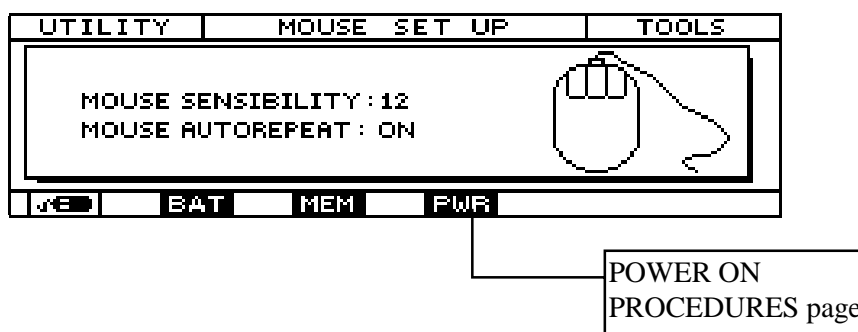 UTILITY MOUSE SET UP TOOLS
MOUSE SENSIBILITY:12
MOUSE AUTOREPEAT: ON
BAT MEM PWR
POWER ON
PROCEDURES page